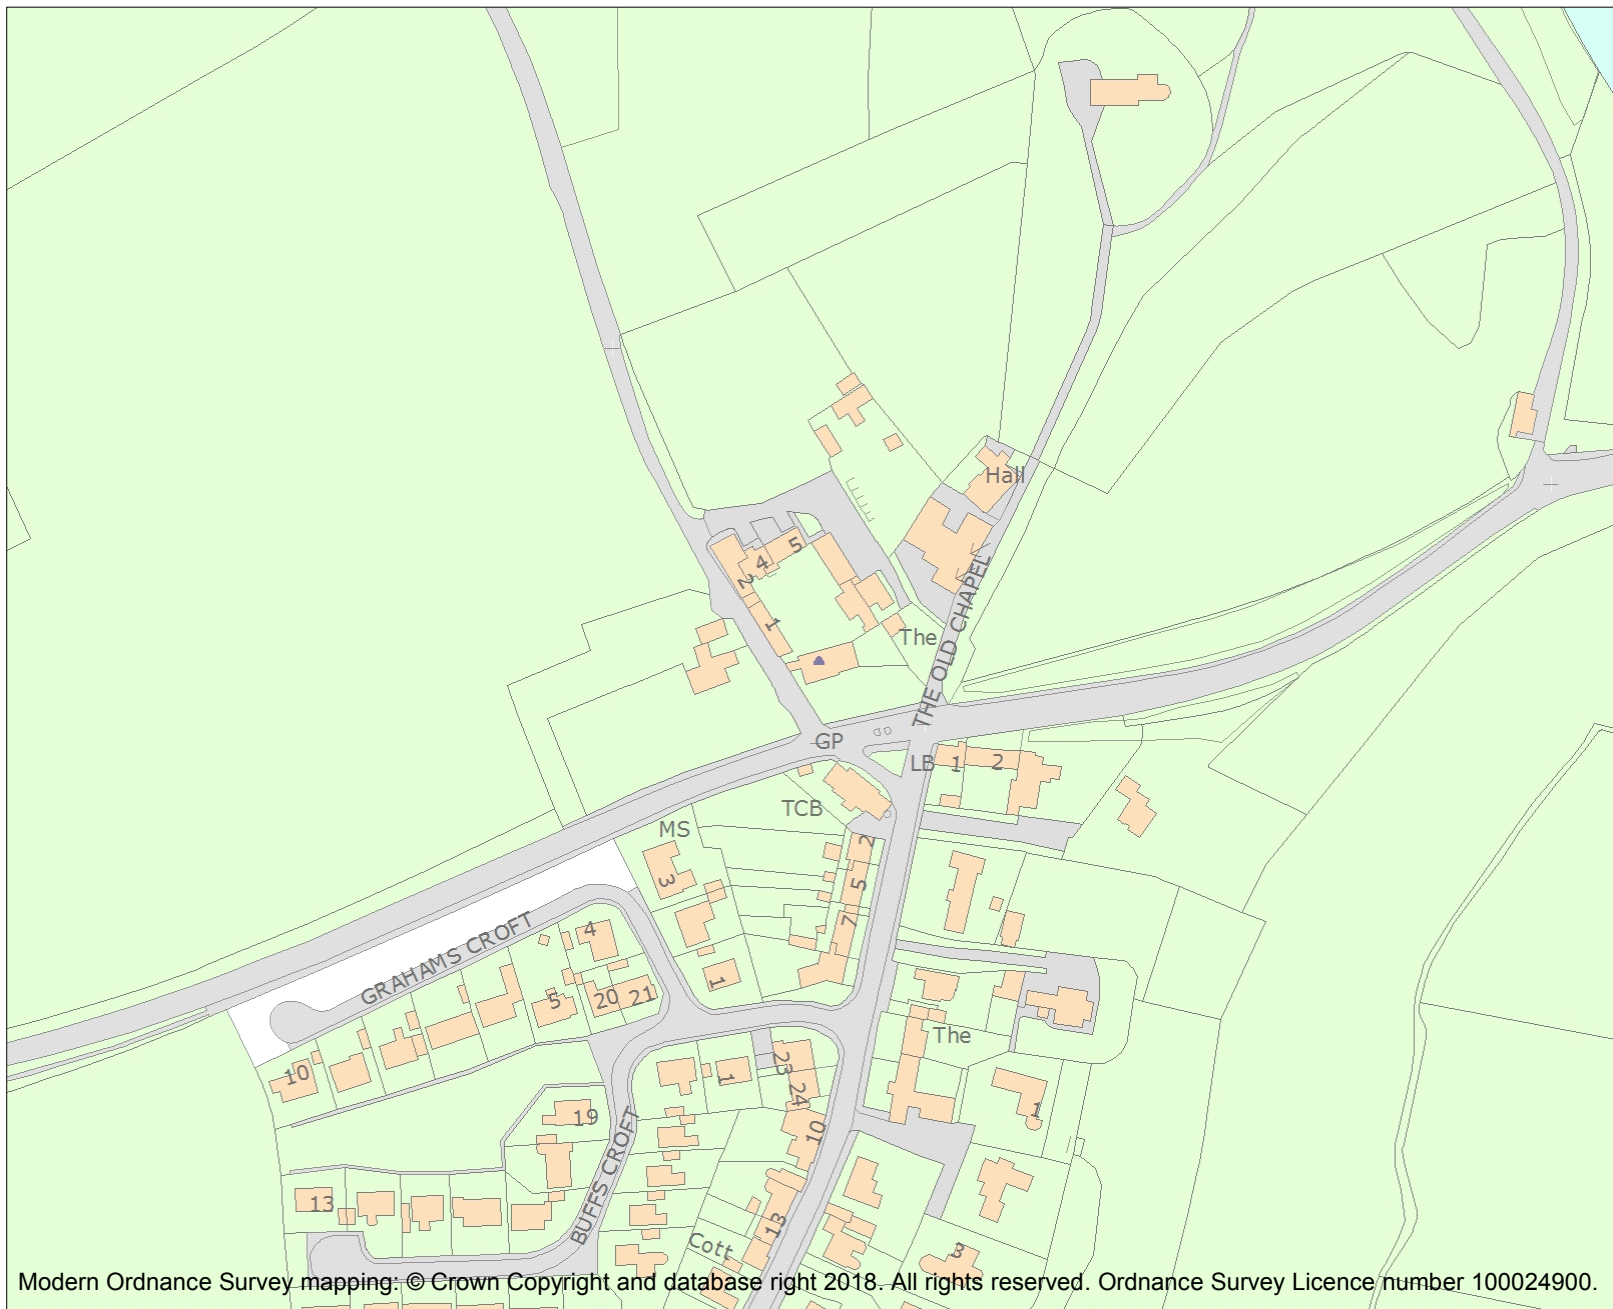 Hall
5
4
2
1
The
THE OLD CHAPEL
GP
LB
1
2
TCB
MS
2
3
5
7
4
GRAHAMS CROFT
1
5
20
21
The
23
1
10
24
19
1
10
BUFFS CROFT
13
13
Cott
3
Modern Ordnance Survey mapping: © Crown Copyright and database right 2018. All rights reserved. Ordnance Survey Licence number 100024900.